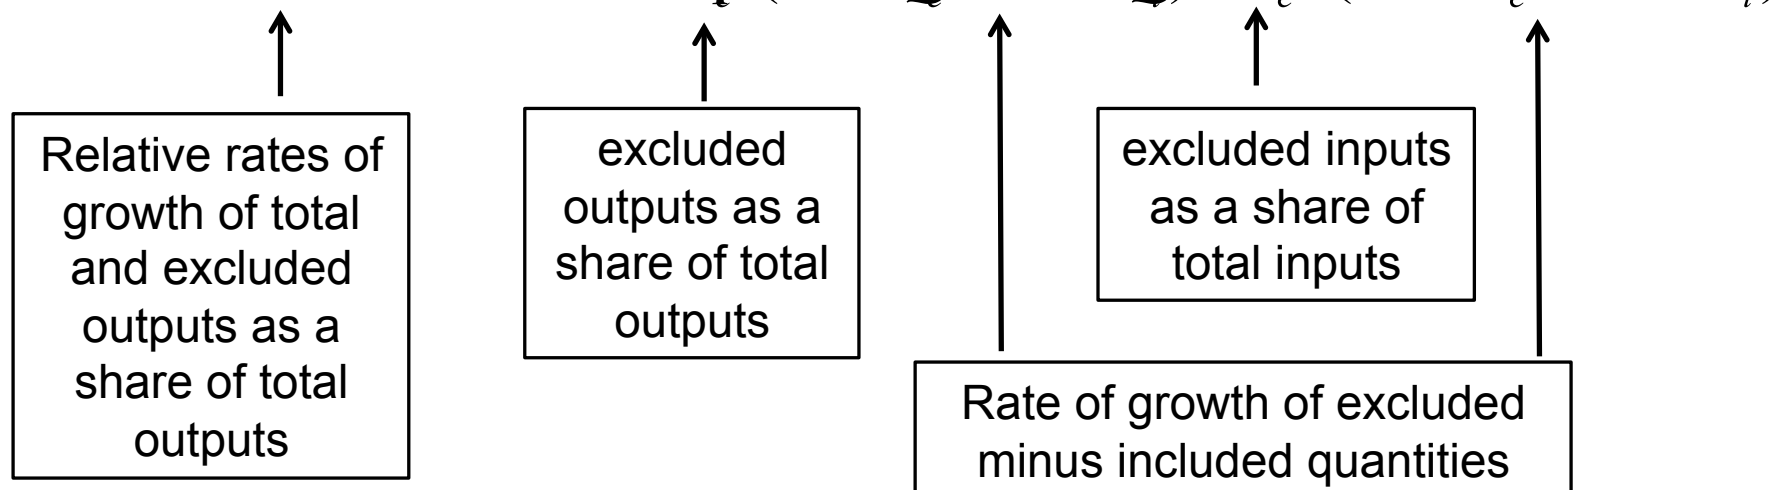 Relative rates of
growth of total
and excluded
outputs as a
share of total
outputs
excluded
outputs as a
share of total
outputs
excluded inputs
as a share of
total inputs
Rate of growth of excluded
minus included quantities